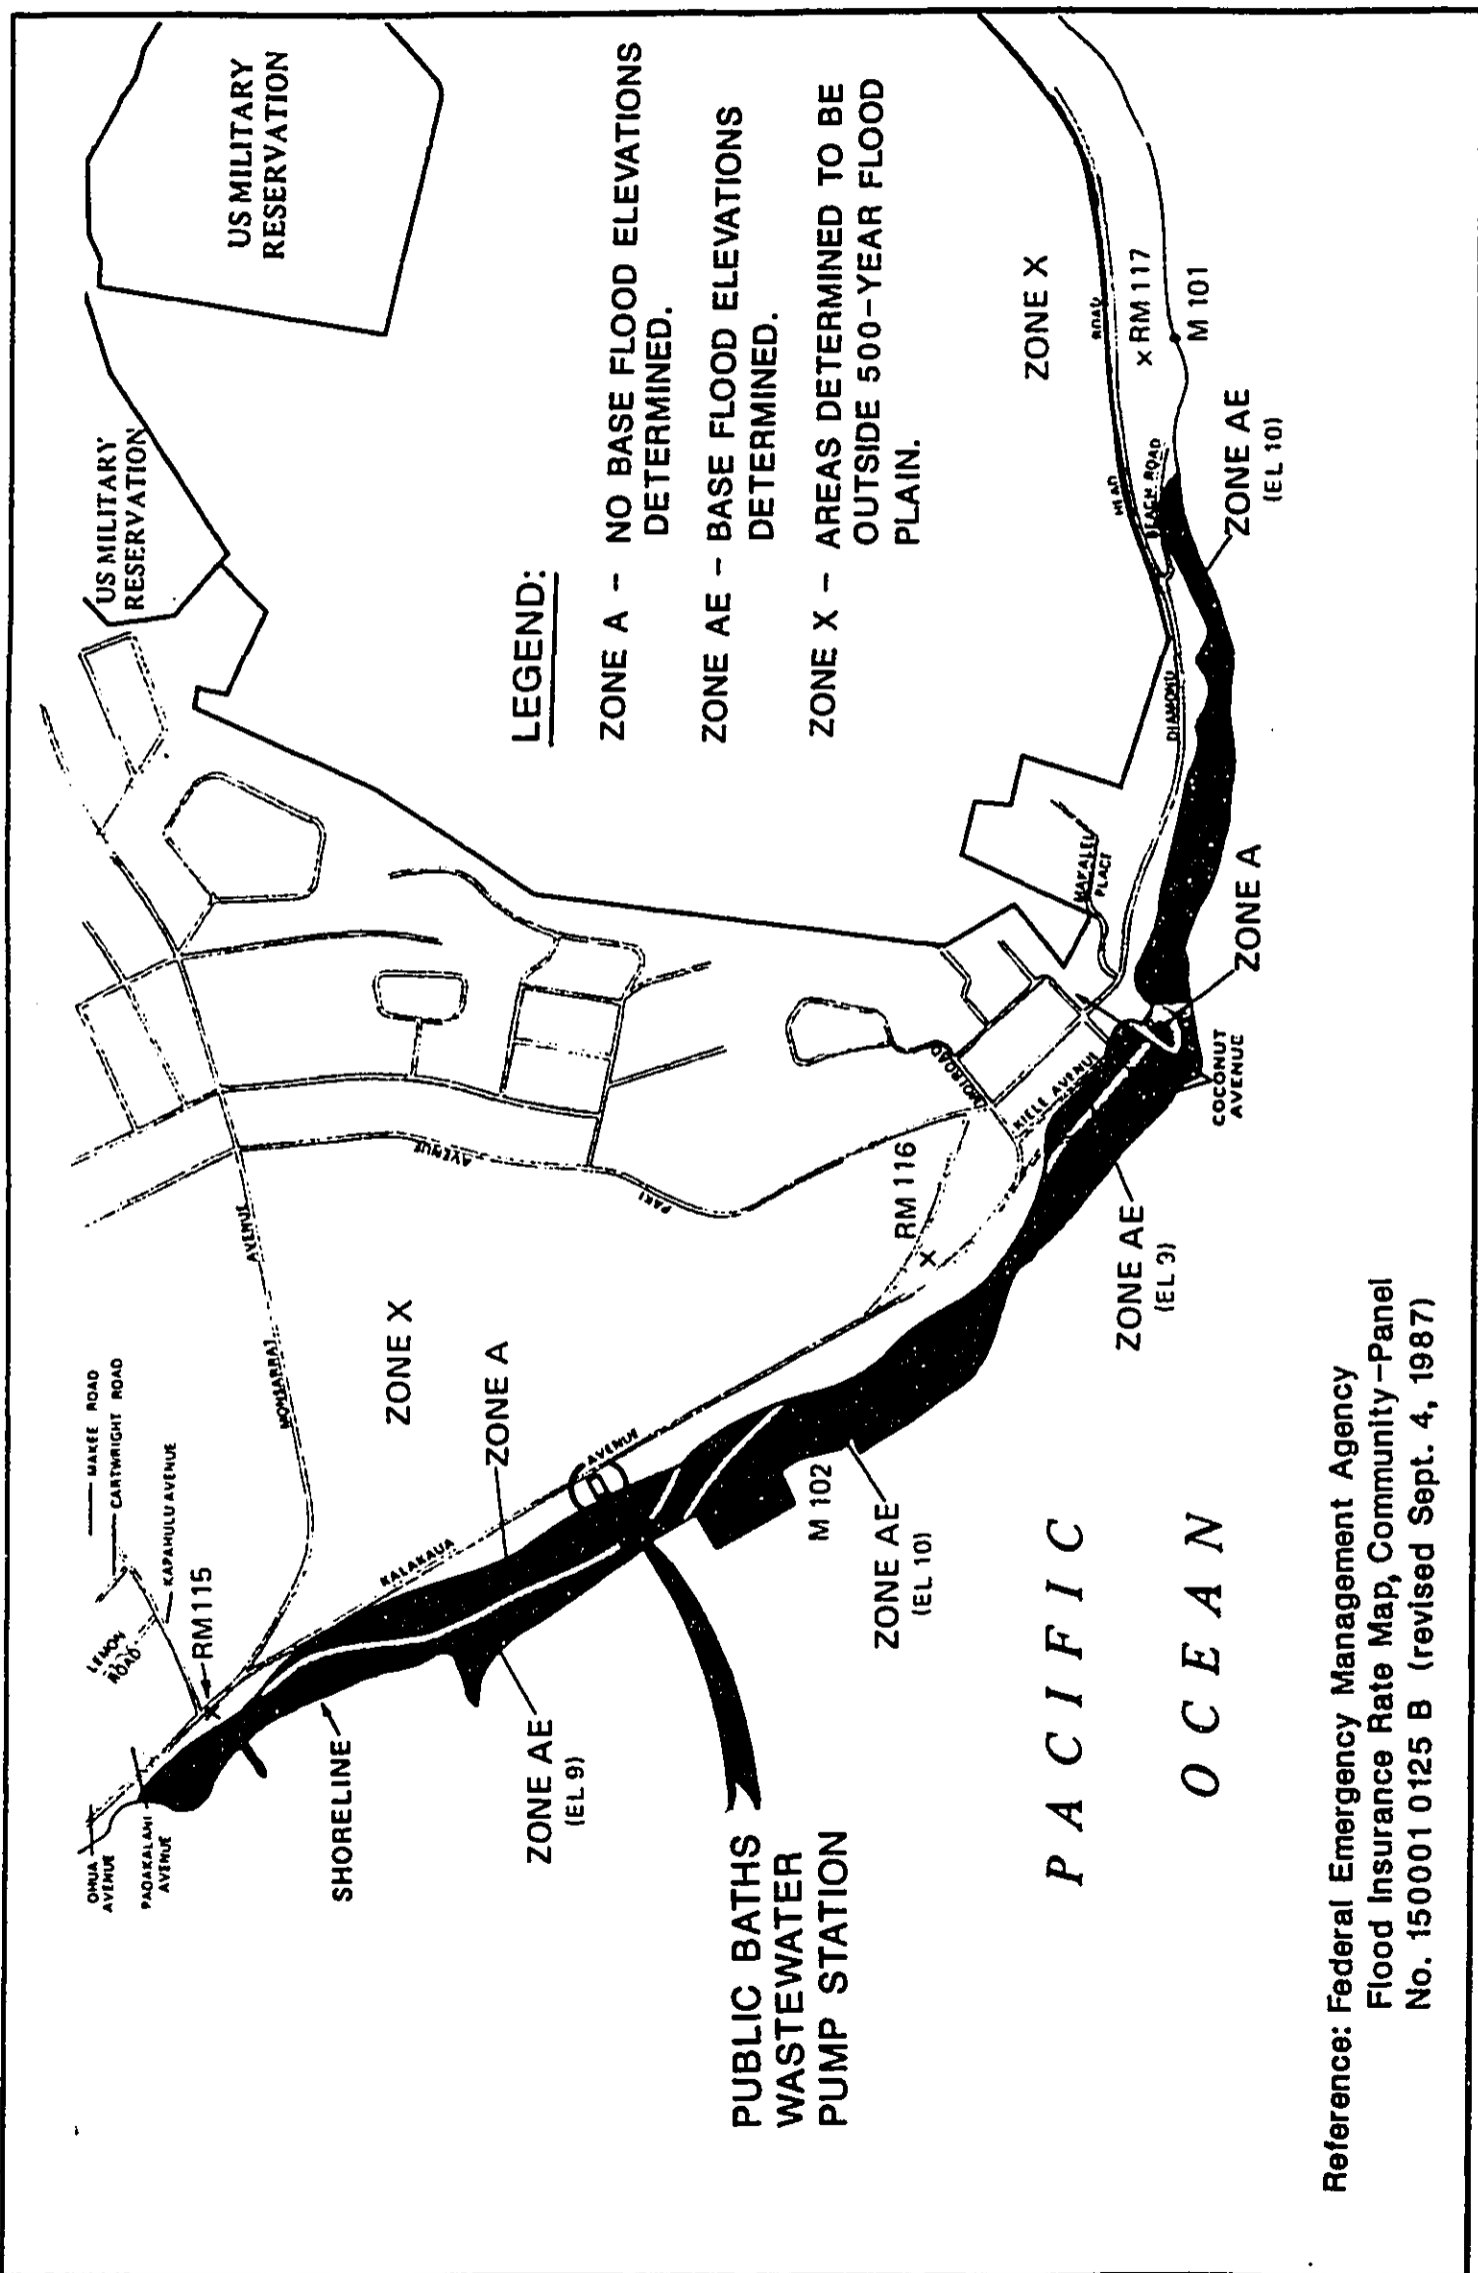 US MILITARY
RESERVATION
US MILITARY
RESERVATION
LEGEND:
ZONE A - NO BASE FLOOD ELEVATIONS
DETERMINED.
ZONE AE - BASE FLOOD ELEVATIONS
DETERMINED.
ZONE X - AREAS DETERMINED TO BE
OUTSIDE 500-YEAR FLOOD
PLAIN.
MAKEE ROAD
CARTWRIGHT ROAD
KAPAHULU AVENUE
LEMON
ROAD
RM 115
OHUA
AVENUE
PAOAKALANI
AVENUE
MONSARRAT
AVENUE
PAKI
AVENUE
ZONE X
ZONE A
KALAKAUA
AVENUE
SHORELINE
ZONE AE
(EL 9)
PUBLIC BATHS
WASTEWATER
PUMP STATION
M 102
ZONE AE
(EL 10)
RM 116
KIELE AVENUE
ZONE AE
(EL 3)
COCONUT
AVENUE
ZONE A
MAKALEI
PLACE
DIAMOND
HEAD
ROAD
BEACH ROAD
ZONE X
RM 117
M 101
ZONE AE
(EL 10)
PACIFIC
OCEAN
Reference: Federal Emergency Management Agency
Flood Insurance Rate Map, Community-Panel
No. 150001 0125 B (revised Sept. 4, 1987)